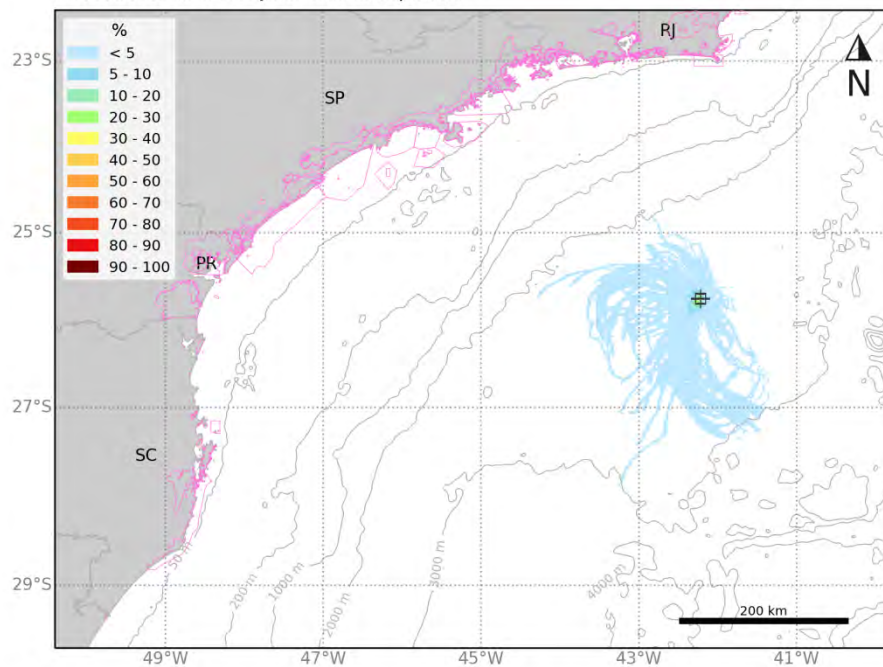 %
< 5
5 - 10
10 - 20
20 - 30
30 - 40
40 - 50
50 - 60
60 - 70
70 - 80
80 - 90
90 - 100
RJ
SP
PR
SC
N
23°S
25°S
27°S
29°S
50 m
200 m
1000 m
2000 m
3000 m
4000 m
200 km
49°W
47°W
45°W
43°W
41°W